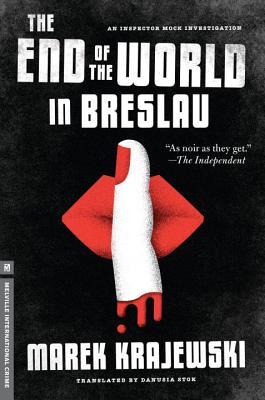 AN INSPECTOR MOCK INVESTIGATION
THE
END OF THE WORLD
IN BRESLAU
“As noir as they get.”
—The Independent
MELVILLE INTERNATIONAL CRIME
MAREK KRAJEWSKI
TRANSLATED BY DANUSIA STOK